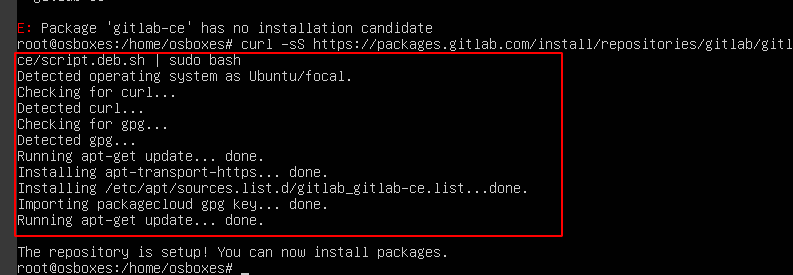 E: Package 'gitlab-ce' has no installation candidate
root@osboxes:/home/osboxes# curl -sS https://packages.gitlab.com/install/repositories/gitlab/gitl
ce/script.deb.sh | sudo bash
Detected operating system as Ubuntu/focal.
Checking for curl...
Detected curl...
Checking for gpg...
Detected gpg...
Running apt-get update... done.
Installing apt-transport-https... done.
Installing /etc/apt/sources.list.d/gitlab_gitlab-ce.list...done.
Importing packagecloud gpg key... done.
Running apt-get update... done.
The repository is setup! You can now install packages.
root@osboxes:/home/osboxes#